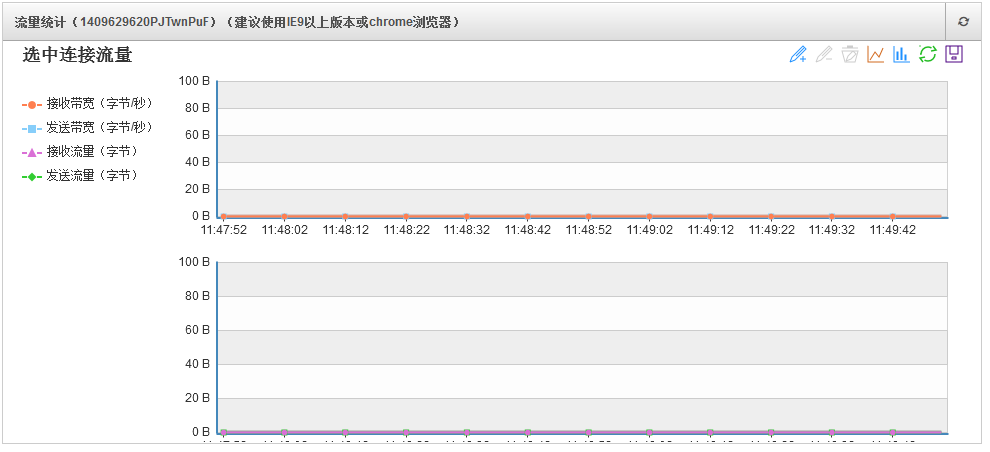 流量统计（1409629620PJTwnPuF）（建议使用IE9以上版本或chrome浏览器）
选中连接流量
接收带宽（字节/秒）
发送带宽（字节/秒）
接收流量（字节）
发送流量（字节）
100 B
80 B
60 B
40 B
20 B
0 B
11:47:52 11:48:02 11:48:12 11:48:22 11:48:32 11:48:42 11:48:52 11:49:02 11:49:12 11:49:22 11:49:32 11:49:42
100 B
80 B
60 B
40 B
20 B
0 B